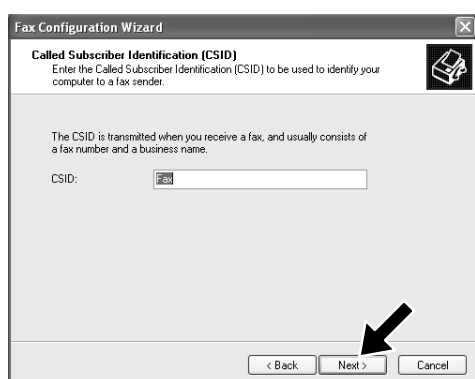 Fax Configuration Wizard
Called Subscriber Identification (CSID)
Enter the Called Subscriber Identification (CSID) to be used to identify your
computer to a fax sender.
The CSID is transmitted when you receive a fax, and usually consists of
a fax number and a business name.
CSID: Fax
< Back Next > Cancel